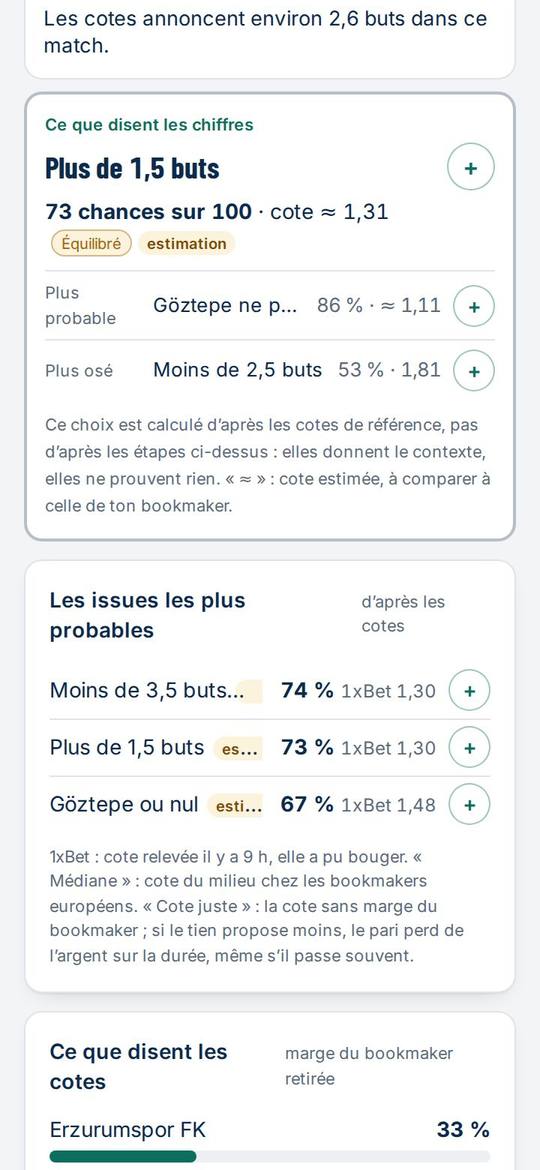 Les cotes annoncent environ 2,6 buts dans ce
match.
Ce que disent les chiffres
Plus de 1,5 buts
+
73 chances sur 100 · cote ≈ 1,31
Équilibré estimation
Plus
probable
Göztepe ne p... 86 % · ≈ 1,11 +
Plus osé Moins de 2,5 buts 53 % · 1,81 +
Ce choix est calculé d’après les cotes de référence, pas
d’après les étapes ci-dessus : elles donnent le contexte,
elles ne prouvent rien. « ≈ » : cote estimée, à comparer à
celle de ton bookmaker.
Les issues les plus
probables
d’après les
cotes
Moins de 3,5 buts... 74 % 1xBet 1,30 +
Plus de 1,5 buts es... 73 % 1xBet 1,30 +
Göztepe ou nul esti... 67 % 1xBet 1,48 +
1xBet : cote relevée il y a 9 h, elle a pu bouger. «
Médiane » : cote du milieu chez les bookmakers
européens. « Cote juste » : la cote sans marge du
bookmaker ; si le tien propose moins, le pari perd de
l’argent sur la durée, même s’il passe souvent.
Ce que disent les
cotes
marge du bookmaker
retirée
Erzurumspor FK 33 %